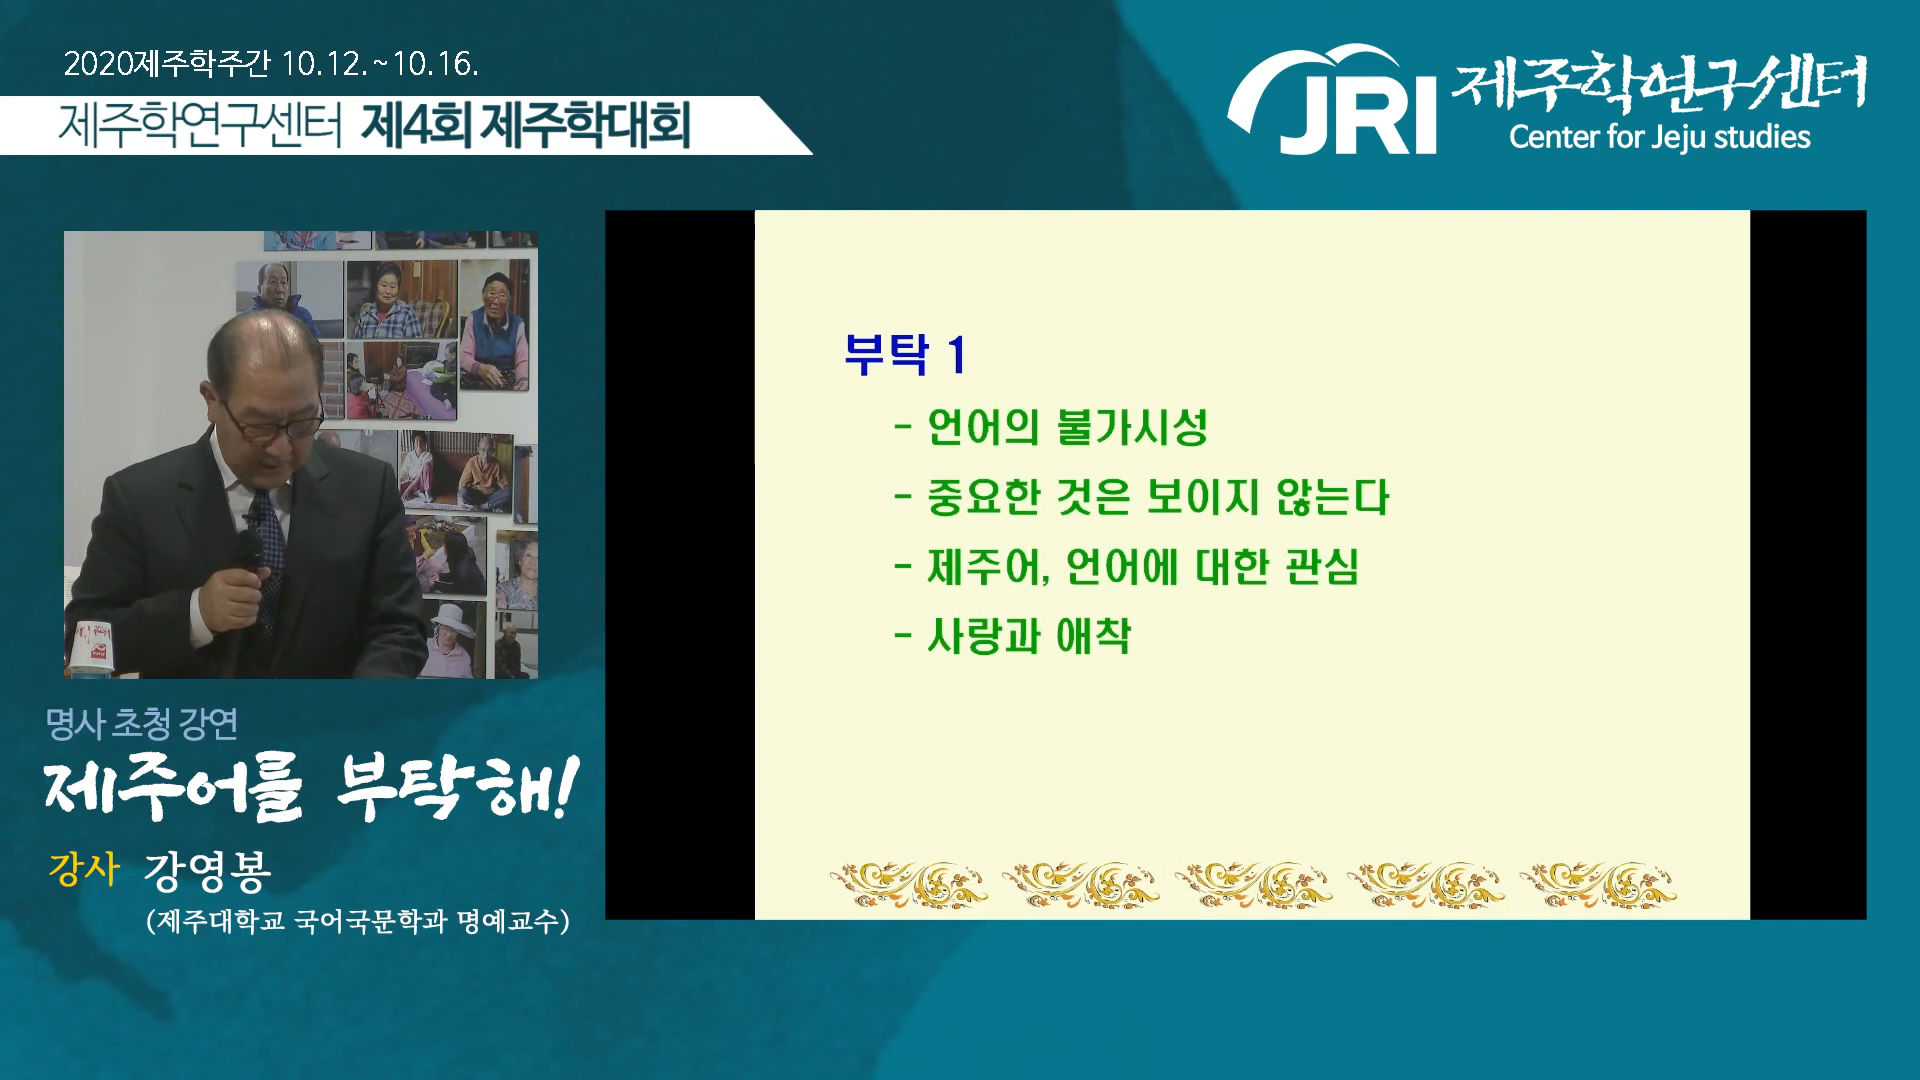 2020제주학주간 10.12.~10.16.
제주학연구센터 제4회 제주학대회
JRI 제주학연구센터
Center for Jeju studies
부탁 1
- 언어의 불가시성
- 중요한 것은 보이지 않는다
- 제주어, 언어에 대한 관심
- 사랑과 애착
명사 초청 강연
제주어를 부탁해!
강사 강영봉
(제주대학교 국어국문학과 명예교수)